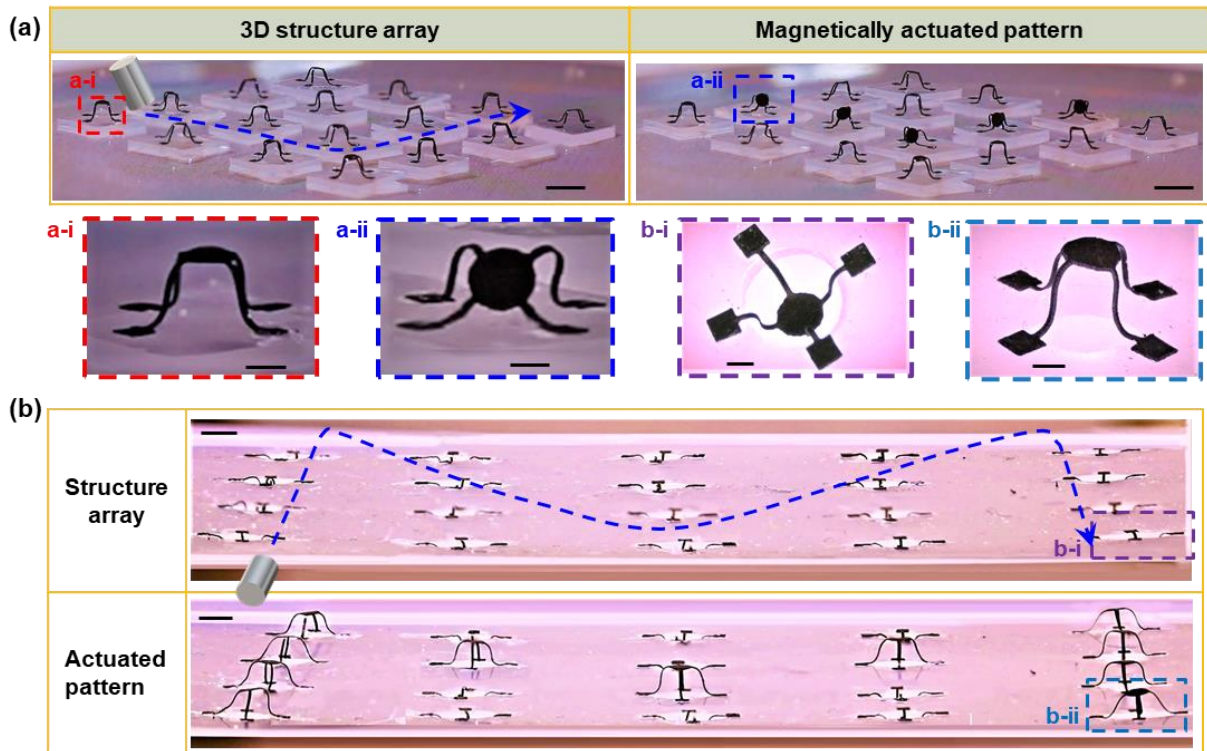 (a)
3D structure array
Magnetically actuated pattern
a-i
a-ii
a-i
a-ii
b-i
b-ii
(b)
Structure
array
b-i
Actuated
pattern
b-ii